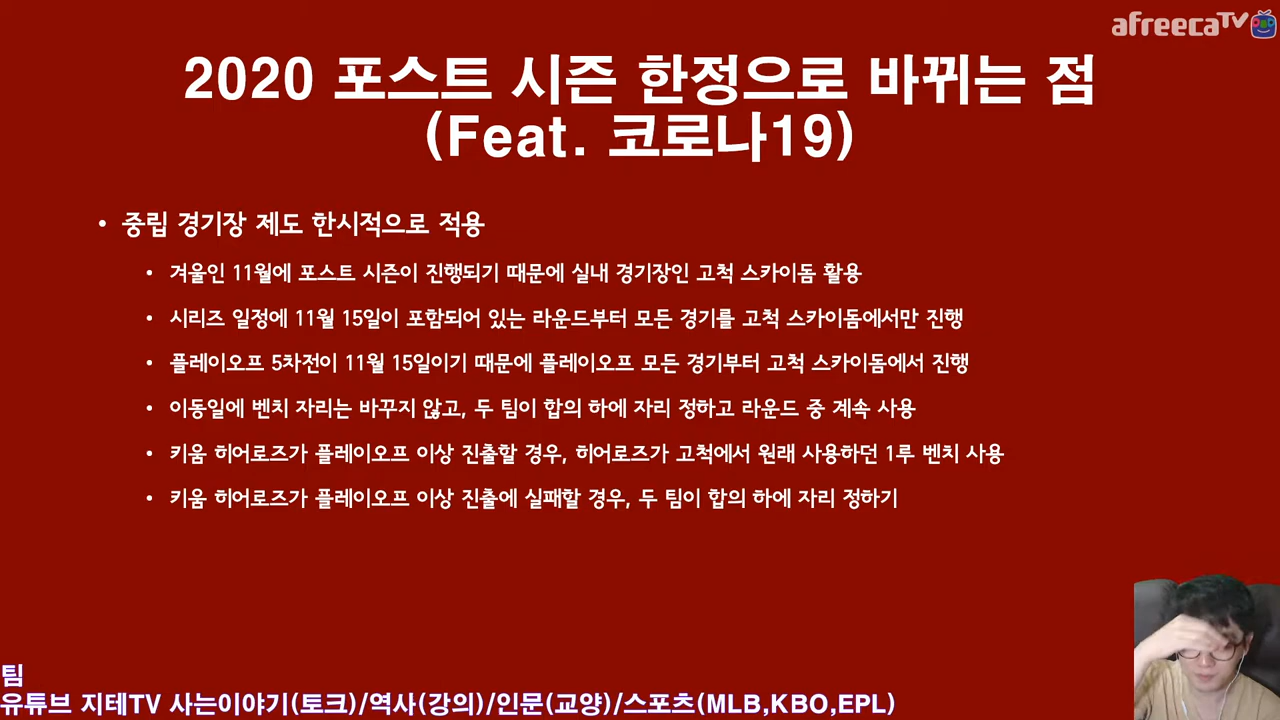 afreecaTV
2020 포스트 시즌 한정으로 바뀌는 점
(Feat. 코로나19)
• 중립 경기장 제도 한시적으로 적용
• 겨울인 11월에 포스트 시즌이 진행되기 때문에 실내 경기장인 고척 스카이돔 활용
• 시리즈 일정에 11월 15일이 포함되어 있는 라운드부터 모든 경기를 고척 스카이돔에서만 진행
• 플레이오프 5차전이 11월 15일이기 때문에 플레이오프 모든 경기부터 고척 스카이돔에서 진행
• 이동일에 벤치 자리는 바꾸지 않고, 두 팀이 합의 하에 자리 정하고 라운드 중 계속 사용
• 키움 히어로즈가 플레이오프 이상 진출할 경우, 히어로즈가 고척에서 원래 사용하던 1루 벤치 사용
• 키움 히어로즈가 플레이오프 이상 진출에 실패할 경우, 두 팀이 합의 하에 자리 정하기
팀
유튜브 지테TV 사는이야기(토크)/역사(강의)/인문(교양)/스포츠(MLB,KBO,EPL)